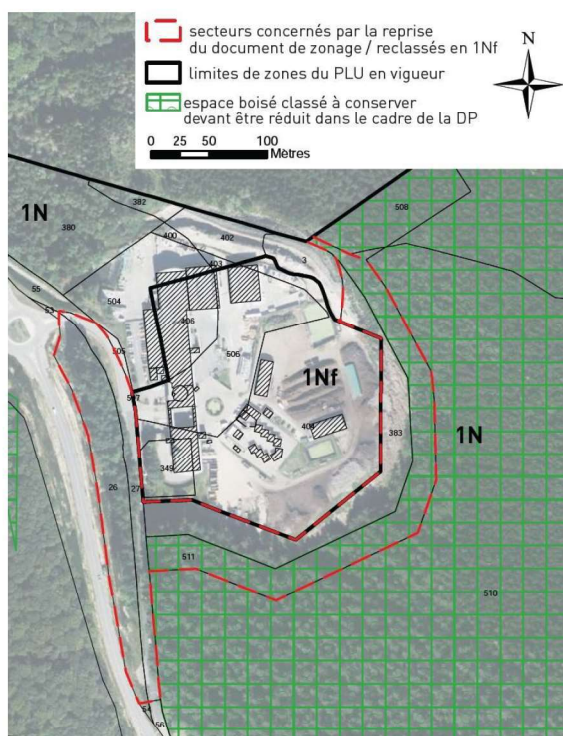 secteurs concernés par la reprise
du document de zonage / reclassés en 1Nf
limites de zones du PLU en vigueur
espace boisé classé à conserver
devant être réduit dans le cadre de la DP
N
0 25 50 100
Mètres
1N
380
382
400
402
3
508
55
53
504
403
406
505
506
507
1Nf
404
383
1N
349
26
27
511
510
54
56